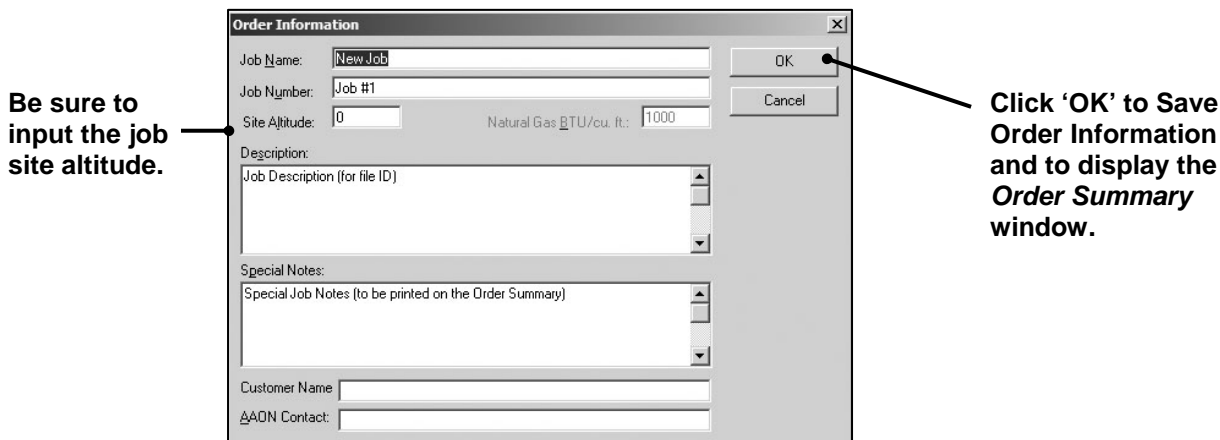 Order Information
Job Name: New Job
OK
Job Number: Job #1
Cancel
Site Altitude: 0 Natural Gas BTU/cu. ft.: 1000
Description:
Job Description (for file ID)
Special Notes:
Special Job Notes (to be printed on the Order Summary)
Customer Name
AAON Contact:
Be sure to
input the job
site altitude.
Click ‘OK’ to Save
Order Information
and to display the
Order Summary
window.